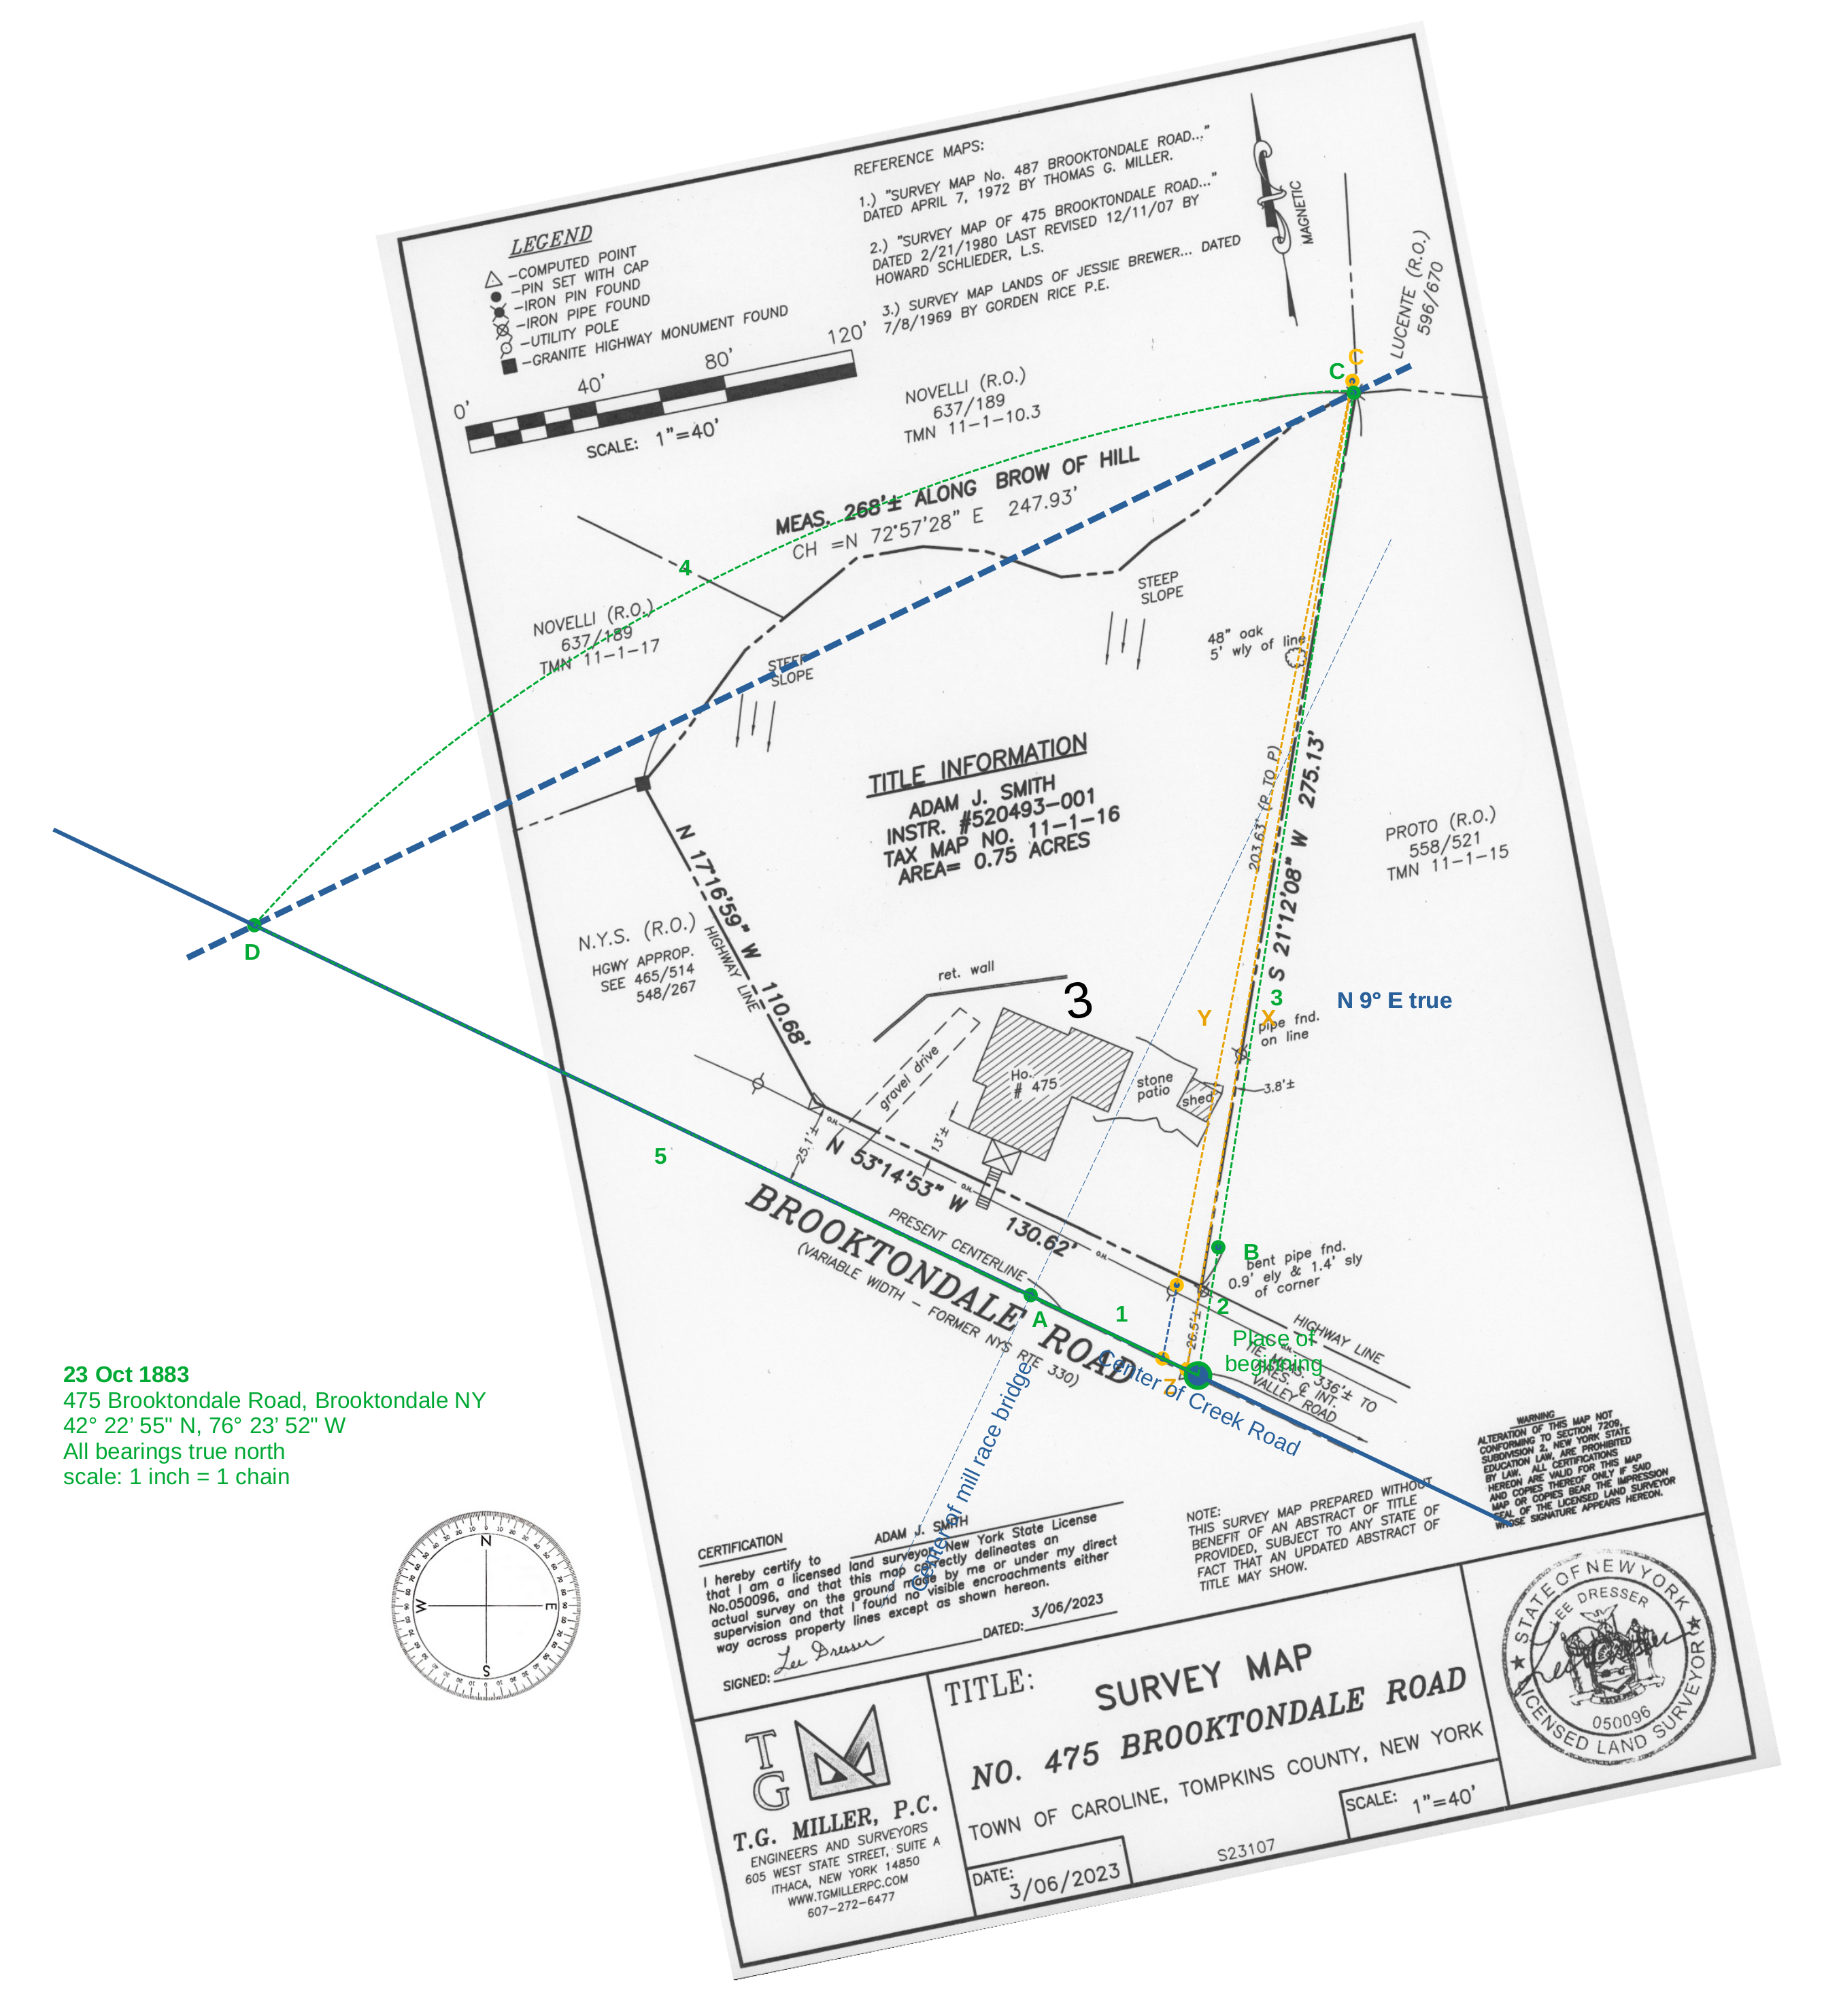 REFERENCE MAPS:
1.) "SURVEY MAP No. 487 BROOKTONDALE ROAD..."
DATED APRIL 7, 1972 BY THOMAS G. MILLER.
2.) "SURVEY MAP OF 475 BROOKTONDALE ROAD..."
DATED 2/21/1980 LAST REVISED 12/11/07 BY
HOWARD SCHLIEDER, L.S.
3.) SURVEY MAP LANDS OF JESSIE BREWER... DATED
7/8/1969 BY GORDEN RICE P.E.
MAGNETIC
LEGEND
-COMPUTED POINT
-PIN SET WITH CAP
-IRON PIN FOUND
-IRON PIPE FOUND
-UTILITY POLE
-GRANITE HIGHWAY MONUMENT FOUND
0' 40' 80' 120'
SCALE: 1"=40'
LUCENTE (R.O.)
596/670
C
C
NOVELLI (R.O.)
637/189
TMN 11-1-10.3
MEAS. 268'± ALONG BROW OF HILL
CH =N 72°57'28" E 247.93'
4
NOVELLI (R.O.)
637/189
TMN 11-1-17
STEEP
SLOPE
STEEP
SLOPE
48" oak
5' wly of line
TITLE INFORMATION
ADAM J. SMITH
INSTR. #520493-001
TAX MAP NO. 11-1-16
AREA= 0.75 ACRES
203.63' (P. TO P)
S 21°12'08" W 275.13'
PROTO (R.O.)
558/521
TMN 11-1-15
N 17°16'59" W 110.68'
HIGHWAY LINE
N.Y.S. (R.O.)
HGWY APPROP.
SEE 465/514
548/267
D
ret. wall
3
3
N 9° E true
Y
X
pipe fnd.
on line
gravel drive
Ho.
# 475
stone
patio
shed
3.8'±
25.1'±
13'±
5
O.H.
O.H.
O.H.
N 53°14'53" W 130.62'
PRESENT CENTERLINE
BROOKTONDALE ROAD
(VARIABLE WIDTH - FORMER NYS RTE 330)
B
bent pipe fnd.
0.9' ely & 1.4' sly
of corner
A
1
2
26.5'±
Z
Place of
beginning
HIGHWAY LINE
TIE MEAS. 336'± TO
PRES. ℄ INT.
VALLEY ROAD
Center of Creek Road
Center of mill race bridge
23 Oct 1883
475 Brooktondale Road, Brooktondale NY
42° 22' 55" N, 76° 23' 52" W
All bearings true north
scale: 1 inch = 1 chain
N
W E
S
WARNING
ALTERATION OF THIS MAP NOT
CONFORMING TO SECTION 7209,
SUBDIVISION 2, NEW YORK STATE
EDUCATION LAW, ARE PROHIBITED
BY LAW. ALL CERTIFICATIONS
HEREON ARE VALID FOR THIS MAP
AND COPIES THEREOF ONLY IF SAID
MAP OR COPIES BEAR THE IMPRESSION
SEAL OF THE LICENSED LAND SURVEYOR
WHOSE SIGNATURE APPEARS HEREON.
NOTE:
THIS SURVEY MAP PREPARED WITHOUT
BENEFIT OF AN ABSTRACT OF TITLE
PROVIDED, SUBJECT TO ANY STATE OF
FACT THAT AN UPDATED ABSTRACT OF
TITLE MAY SHOW.
CERTIFICATION
I hereby certify to ADAM J. SMITH
that I am a licensed land surveyor, New York State License
No.050096, and that this map correctly delineates an
actual survey on the ground made by me or under my direct
supervision and that I found no visible encroachments either
way across property lines except as shown hereon.
SIGNED: Lee Dresser DATED: 3/06/2023
TGM
T.G. MILLER, P.C.
ENGINEERS AND SURVEYORS
605 WEST STATE STREET, SUITE A
ITHACA, NEW YORK 14850
WWW.TGMILLERPC.COM
607-272-6477
TITLE:
SURVEY MAP
NO. 475 BROOKTONDALE ROAD
TOWN OF CAROLINE, TOMPKINS COUNTY, NEW YORK
DATE:
3/06/2023
S23107
SCALE: 1"=40'
STATE OF NEW YORK
LEE DRESSER
050096
LICENSED LAND SURVEYOR